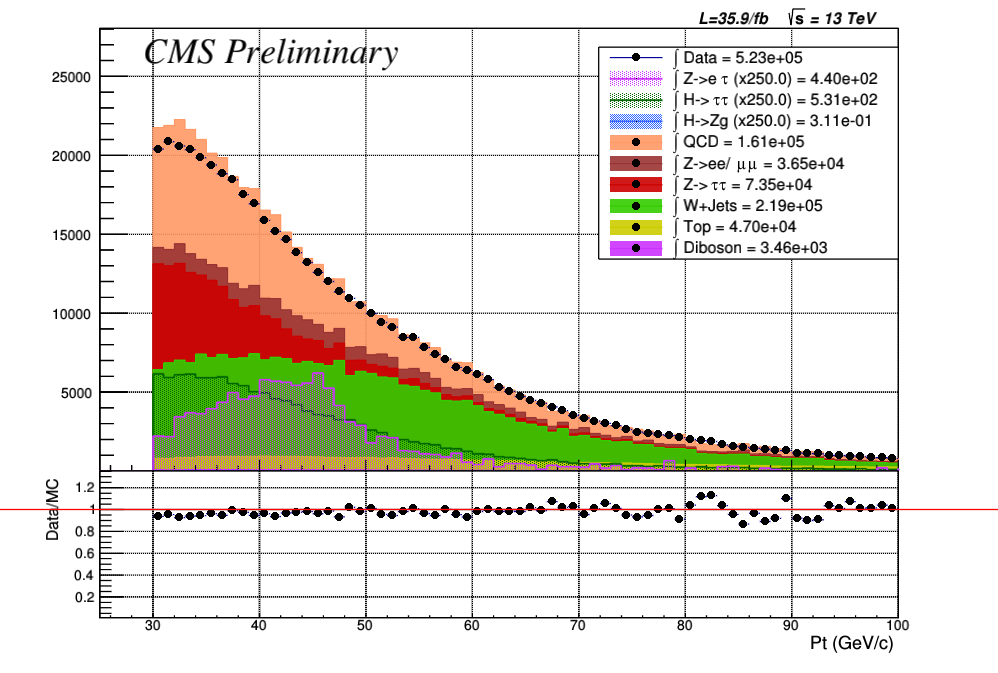 L=35.9/fb √s = 13 TeV
CMS Preliminary
∫ Data = 5.23e+05
∫ Z->e τ (x250.0) = 4.40e+02
∫ H-> ττ (x250.0) = 5.31e+02
∫ H->Zg (x250.0) = 3.11e-01
∫ QCD = 1.61e+05
∫ Z->ee/ μμ = 3.65e+04
∫ Z-> ττ = 7.35e+04
∫ W+Jets = 2.19e+05
∫ Top = 4.70e+04
∫ Diboson = 3.46e+03
25000
20000
15000
10000
5000
Data/MC
1.2
1
0.8
0.6
0.4
0.2
30 40 50 60 70 80 90 100
Pt (GeV/c)